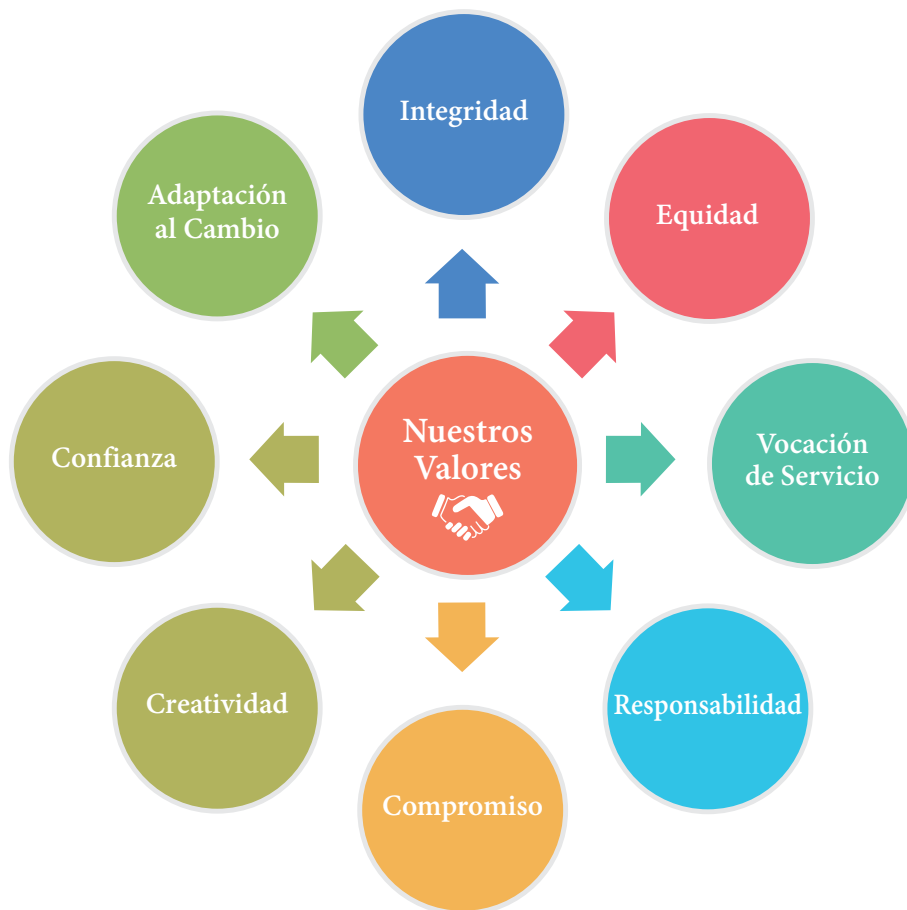 Nuestros
Valores
Integridad
Equidad
Vocación
de Servicio
Responsabilidad
Compromiso
Creatividad
Confianza
Adaptación
al Cambio